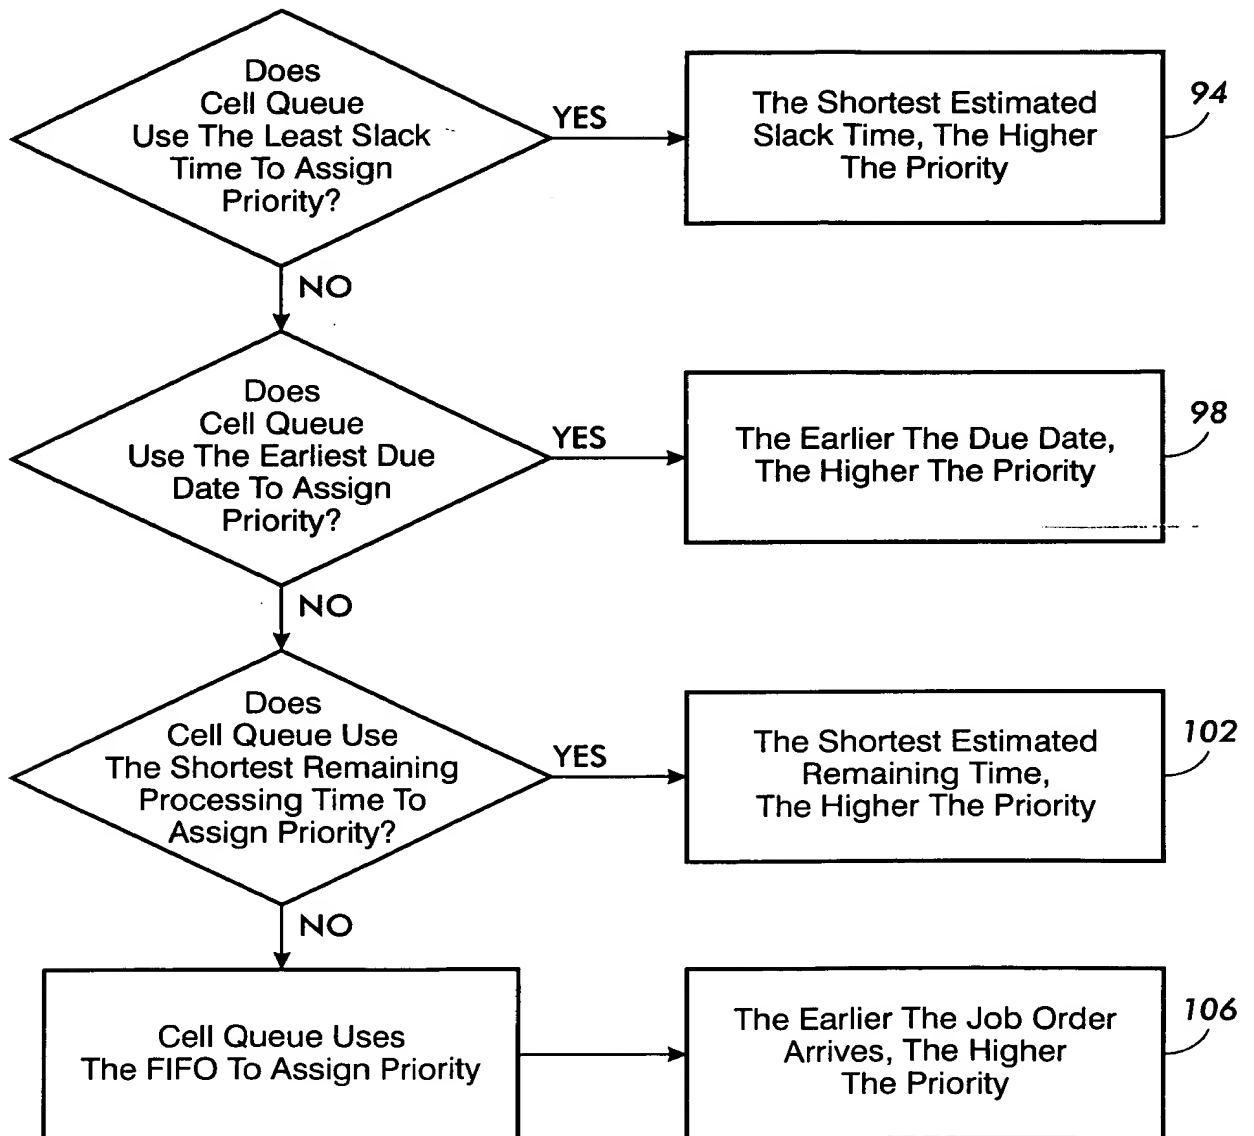 Does
Cell Queue
Use The Least Slack
Time To Assign
Priority?
YES
The Shortest Estimated
Slack Time, The Higher
The Priority
94
NO
Does
Cell Queue
Use The Earliest Due
Date To Assign
Priority?
YES
The Earlier The Due Date,
The Higher The Priority
98
NO
Does
Cell Queue Use
The Shortest Remaining
Processing Time To
Assign Priority?
YES
The Shortest Estimated
Remaining Time,
The Higher The Priority
102
NO
Cell Queue Uses
The FIFO To Assign Priority
The Earlier The Job Order
Arrives, The Higher
The Priority
106